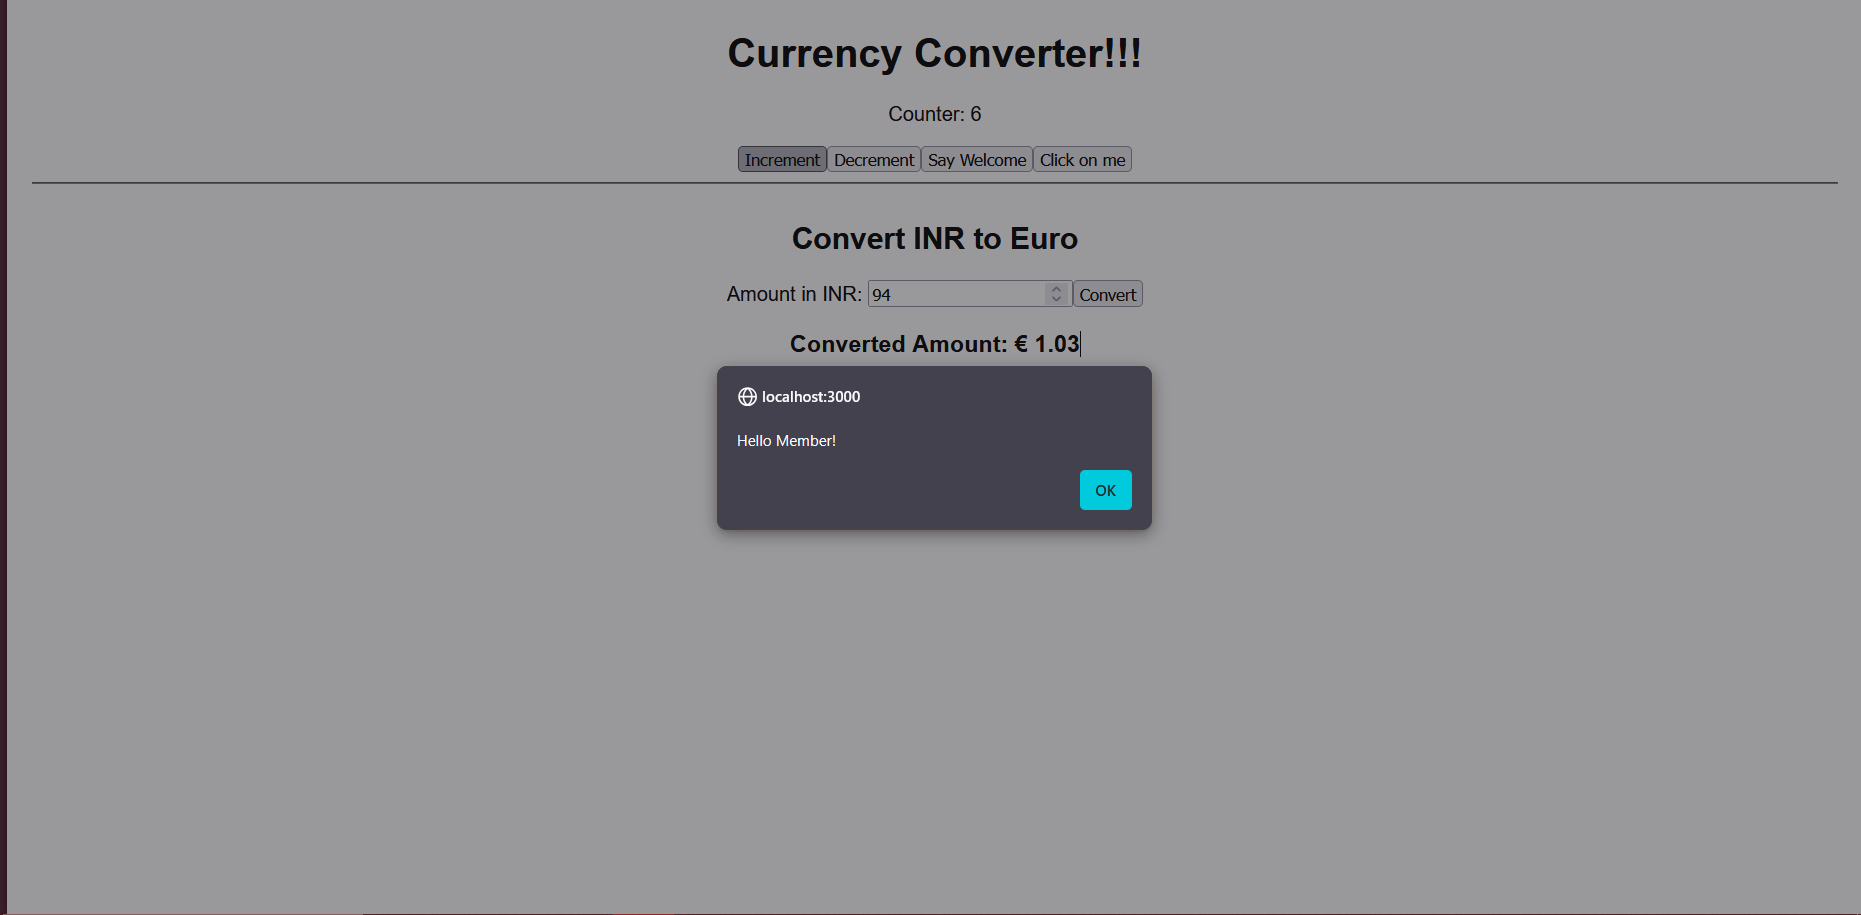 Currency Converter!!!
Counter: 6
Increment Decrement Say Welcome Click on me
Convert INR to Euro
Amount in INR: 94 Convert
Converted Amount: € 1.03
localhost:3000
Hello Member!
OK